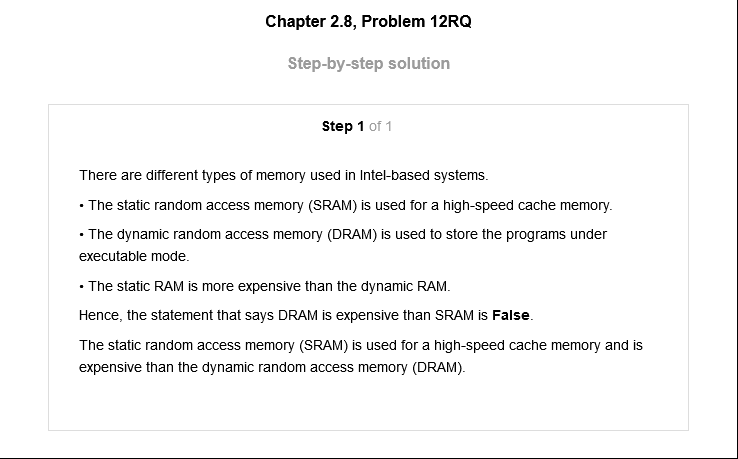 Chapter 2.8, Problem 12RQ
Step-by-step solution
Step 1 of 1
There are different types of memory used in Intel-based systems.
• The static random access memory (SRAM) is used for a high-speed cache memory.
• The dynamic random access memory (DRAM) is used to store the programs under
executable mode.
• The static RAM is more expensive than the dynamic RAM.
Hence, the statement that says DRAM is expensive than SRAM is False.
The static random access memory (SRAM) is used for a high-speed cache memory and is
expensive than the dynamic random access memory (DRAM).